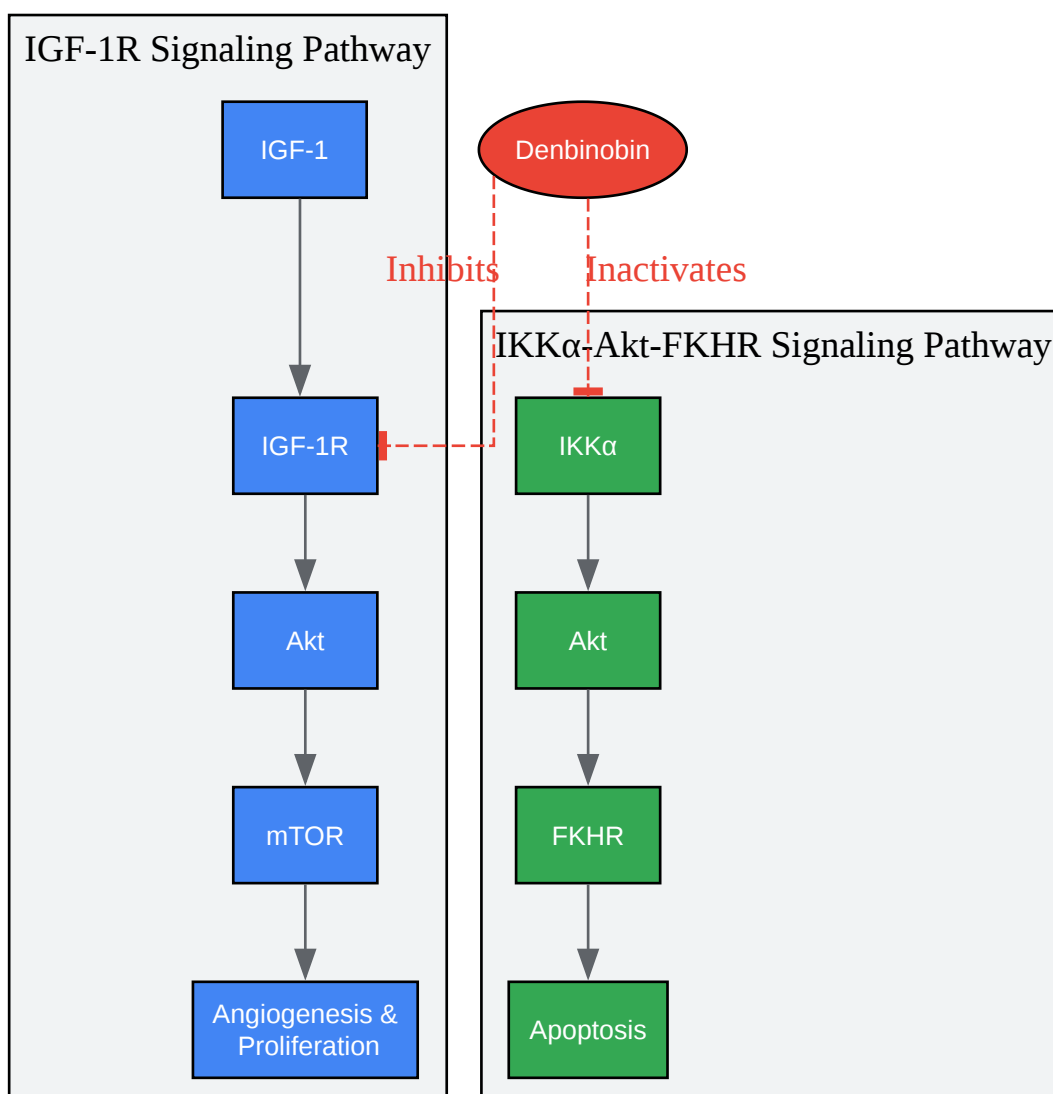 IGF-1R Signaling Pathway
IGF-1
Denbinobin
Inhibits
Inactivates
IKKα-Akt-FKHR Signaling Pathway
IGF-1R
IKKα
Akt
Akt
mTOR
FKHR
Angiogenesis &
Proliferation
Apoptosis